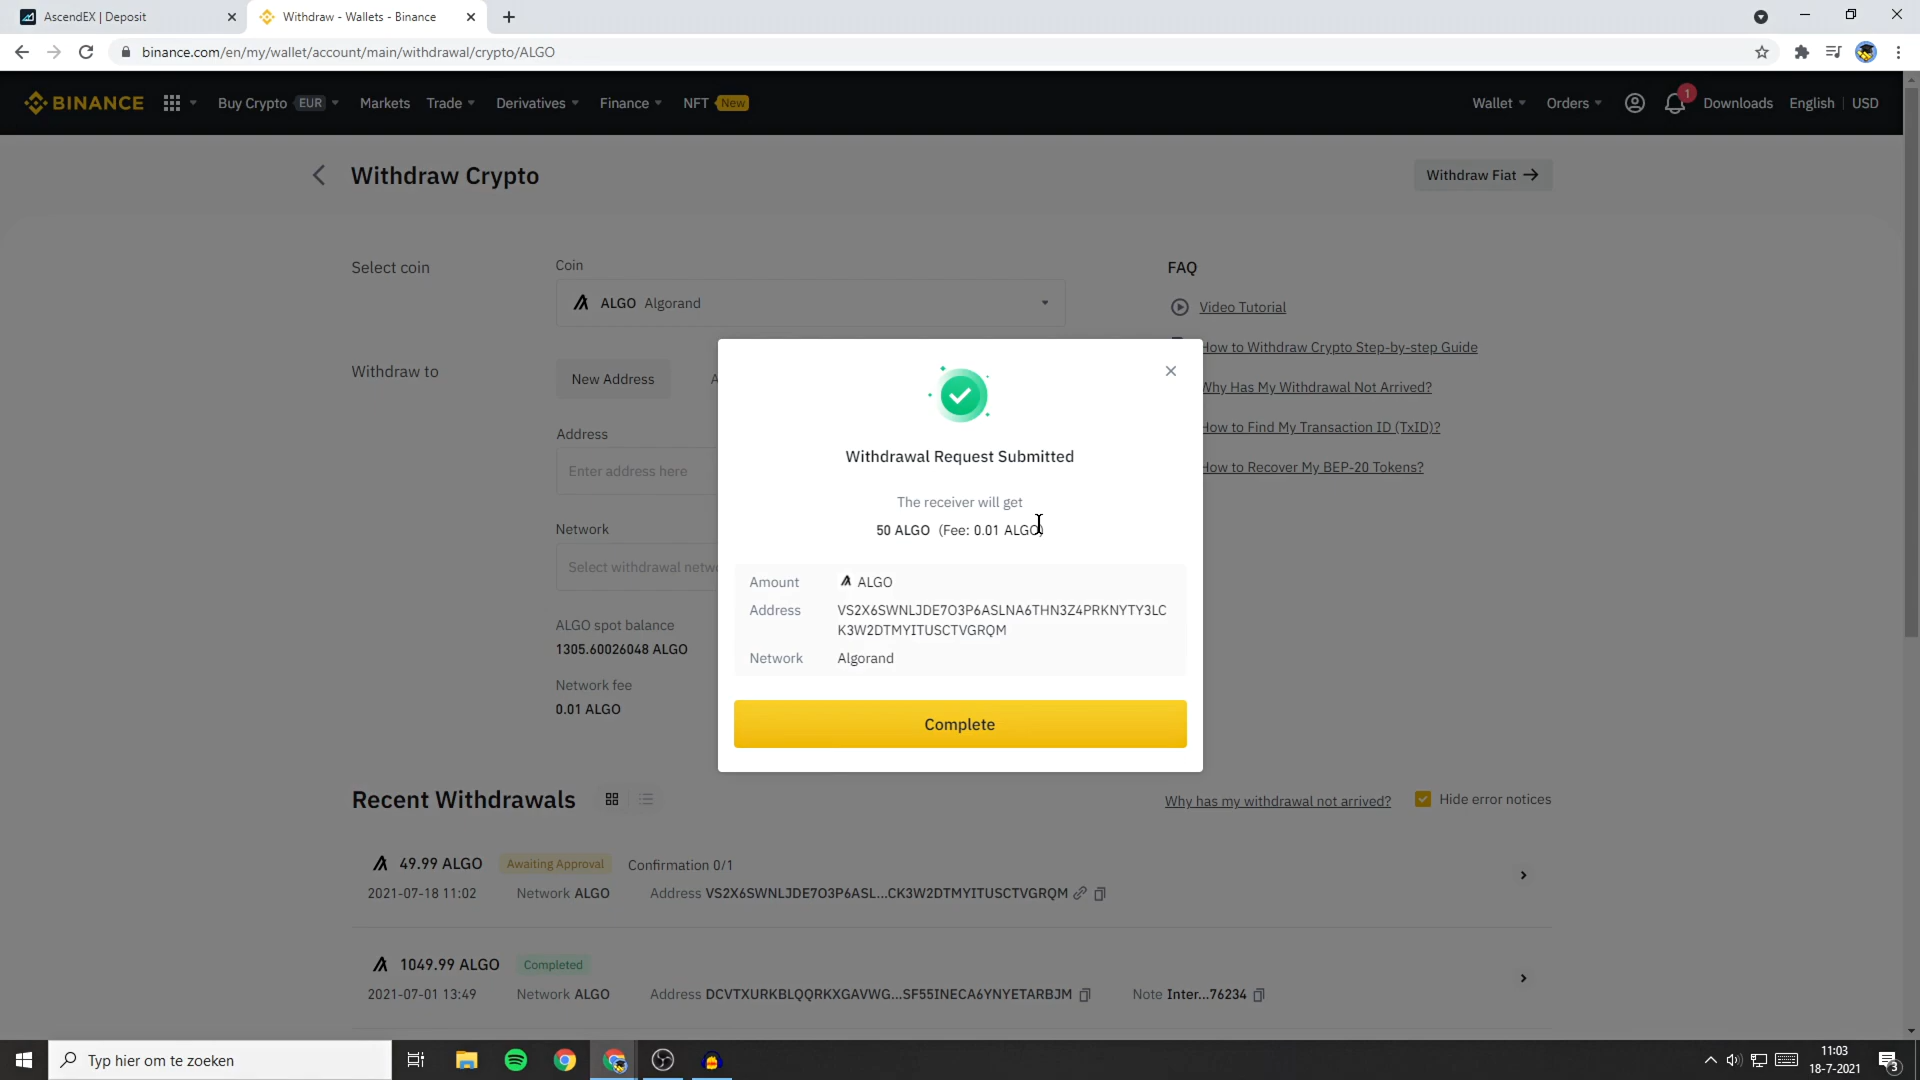 AscendEX | Deposit
Withdraw - Wallets - Binance
binance.com/en/my/wallet/account/main/withdrawal/crypto/ALGO
BINANCE
Buy Crypto EUR
Markets
Trade
Derivatives
Finance
NFT New
Wallet
Orders
1
Downloads
English
USD
Withdraw Crypto
Withdraw Fiat →
Select coin
Coin
ALGO Algorand
FAQ
Video Tutorial
How to Withdraw Crypto Step-by-step Guide
Why Has My Withdrawal Not Arrived?
How to Find My Transaction ID (TxID)?
How to Recover My BEP-20 Tokens?
Withdraw to
New Address
A
Address
Enter address here
Network
Select withdrawal netw
ALGO spot balance
1305.60026048 ALGO
Network fee
0.01 ALGO
Withdrawal Request Submitted
The receiver will get
50 ALGO (Fee: 0.01 ALGO)
Amount ALGO
Address VS2X6SWNLJDE7O3P6ASLNA6THN3Z4PRKNYTY3LC
K3W2DTMYITUSCTVGRQM
Network Algorand
Complete
Recent Withdrawals
Why has my withdrawal not arrived?
Hide error notices
49.99 ALGO Awaiting Approval Confirmation 0/1
2021-07-18 11:02 Network ALGO Address VS2X6SWNLJDE7O3P6ASL...CK3W2DTMYITUSCTVGRQM
1049.99 ALGO Completed
2021-07-01 13:49 Network ALGO Address DCVTXURKBLQQRKXGAVWG...SF55INECA6YNYETARBJM Note Inter...76234
Typ hier om te zoeken
11:03
18-7-2021
3